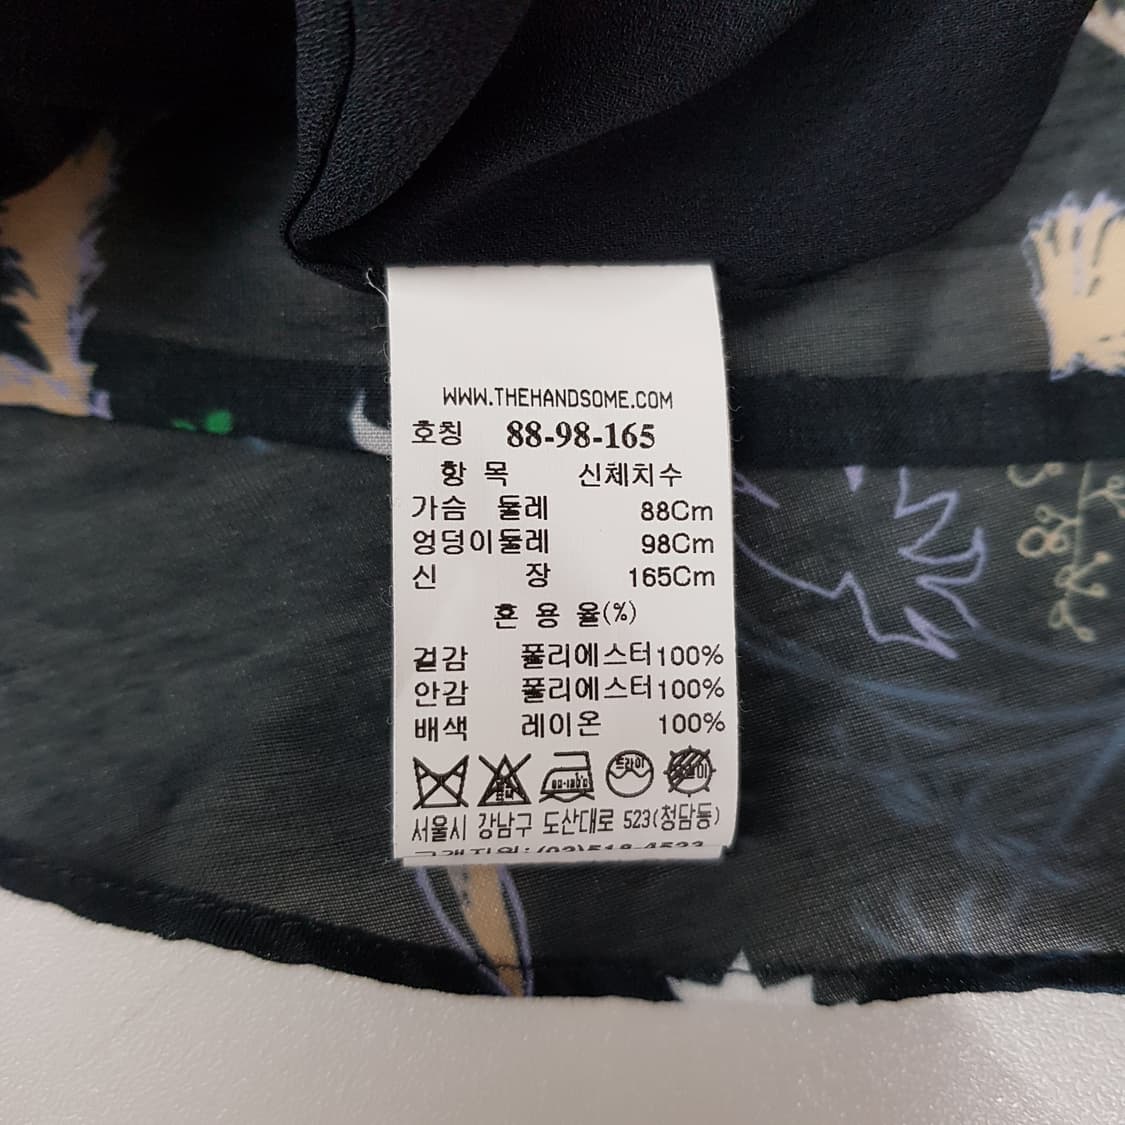 WWW.THEHANDSOME.COM
호칭 88-98-165
항 목 신체치수
가슴 둘레 88Cm
엉덩이둘레 98Cm
신 장 165Cm
혼 용 율(%)
겉감 폴리에스터100%
안감 폴리에스터100%
배색 레이온 100%
드라이
서울시 강남구 도산대로 523(청담동)